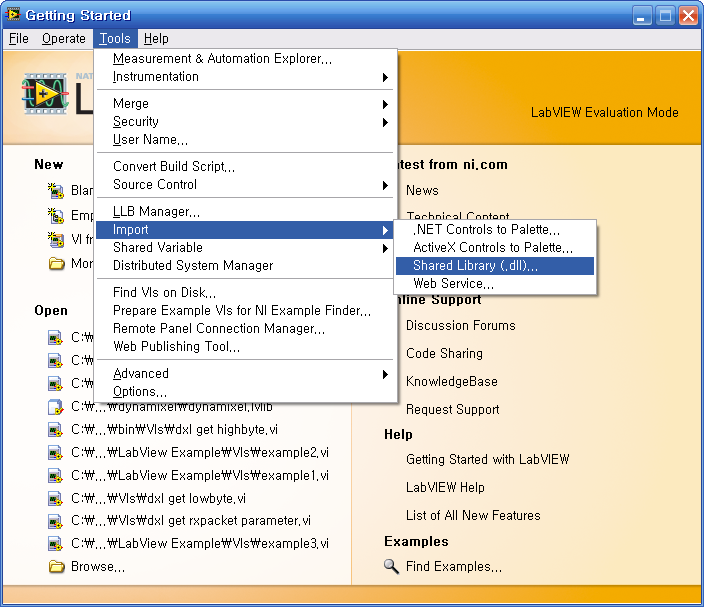 Getting Started
File Operate Tools Help
Measurement & Automation Explorer...
Instrumentation
Merge
Security
User Name...
Convert Build Script...
Source Control
LLB Manager...
Import
Shared Variable
Distributed System Manager
Find VIs on Disk...
Prepare Example VIs for NI Example Finder...
Remote Panel Connection Manager...
Web Publishing Tool...
Advanced
Options...
.NET Controls to Palette...
ActiveX Controls to Palette...
Shared Library (.dll)...
Web Service...
NAT
L
LabVIEW Evaluation Mode
New
Blan
Emp
VI fr
Mor
Open
C:₩
C:₩
C:₩
C:₩...₩dynamixel₩dynamixel.lvlib
C:₩...₩bin₩VIs₩dxl get highbyte.vi
C:₩...₩LabView Example₩VIs₩example2.vi
C:₩...₩LabView Example₩VIs₩example1.vi
C:₩...₩VIs₩dxl get lowbyte.vi
C:₩...₩VIs₩dxl get rxpacket parameter.vi
C:₩...₩LabView Example₩VIs₩example3.vi
Browse...
test from ni.com
News
Technical Content
nline Support
Discussion Forums
Code Sharing
KnowledgeBase
Request Support
Help
Getting Started with LabVIEW
LabVIEW Help
List of All New Features
Examples
Find Examples...